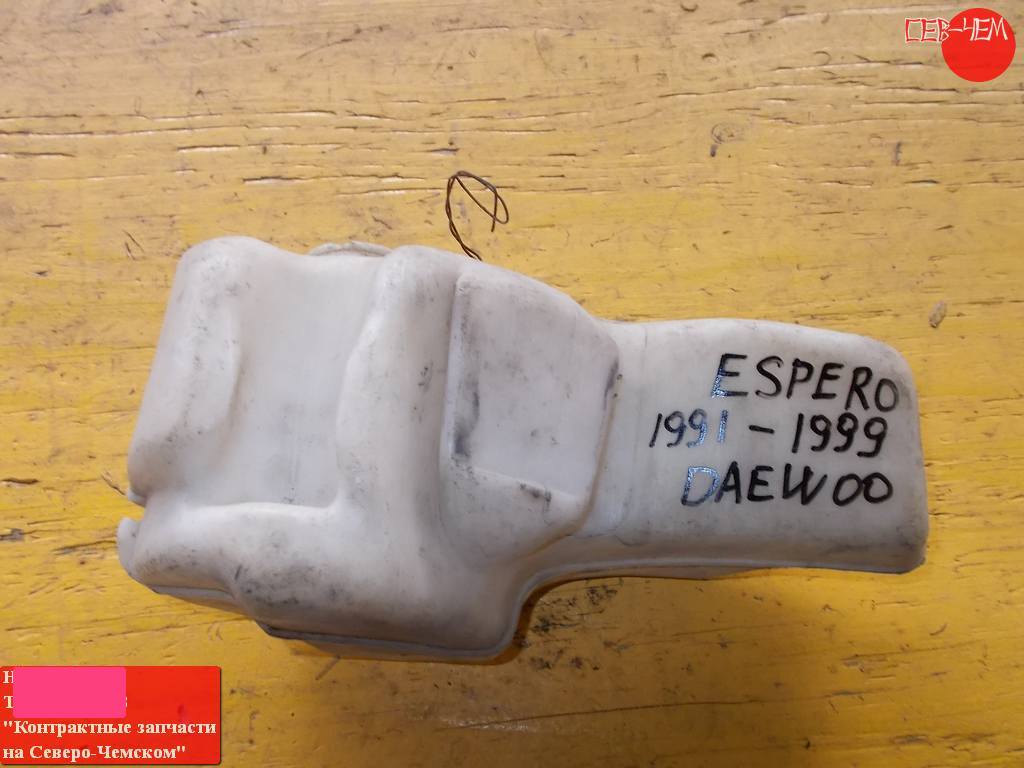 СЕВ-ЧЕМ
ESPERO
1991 - 1999
DAEWOO
"Контрактные запчасти
на Северо-Чемском"